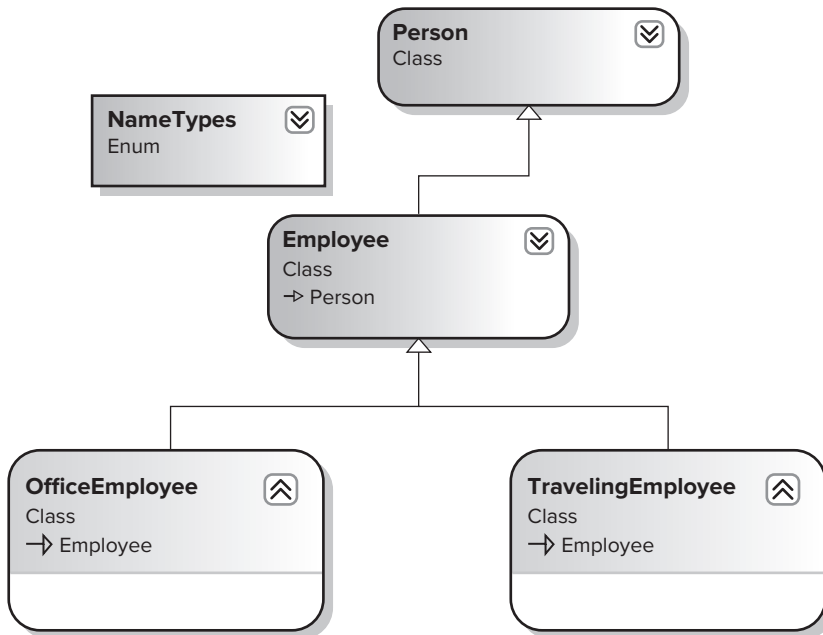 Person
Class
NameTypes
Enum
Employee
Class
Person
OfficeEmployee
Class
Employee
TravelingEmployee
Class
Employee